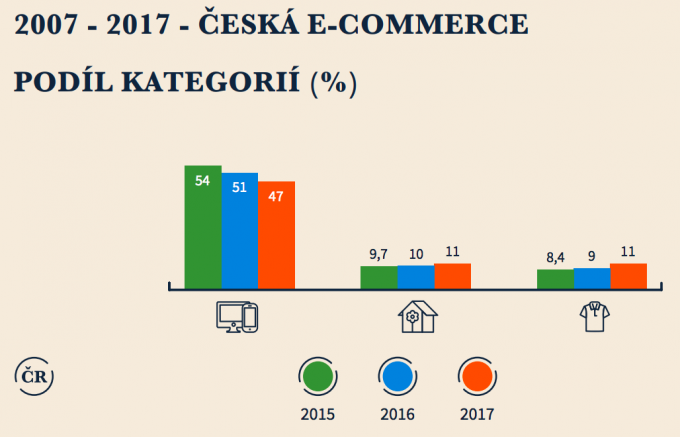 2007 - 2017 - ČESKÁ E-COMMERCE
PODÍL KATEGORIÍ (%)
54 51 47
9,7 10 11
8,4 9 11
ČR
2015 2016 2017